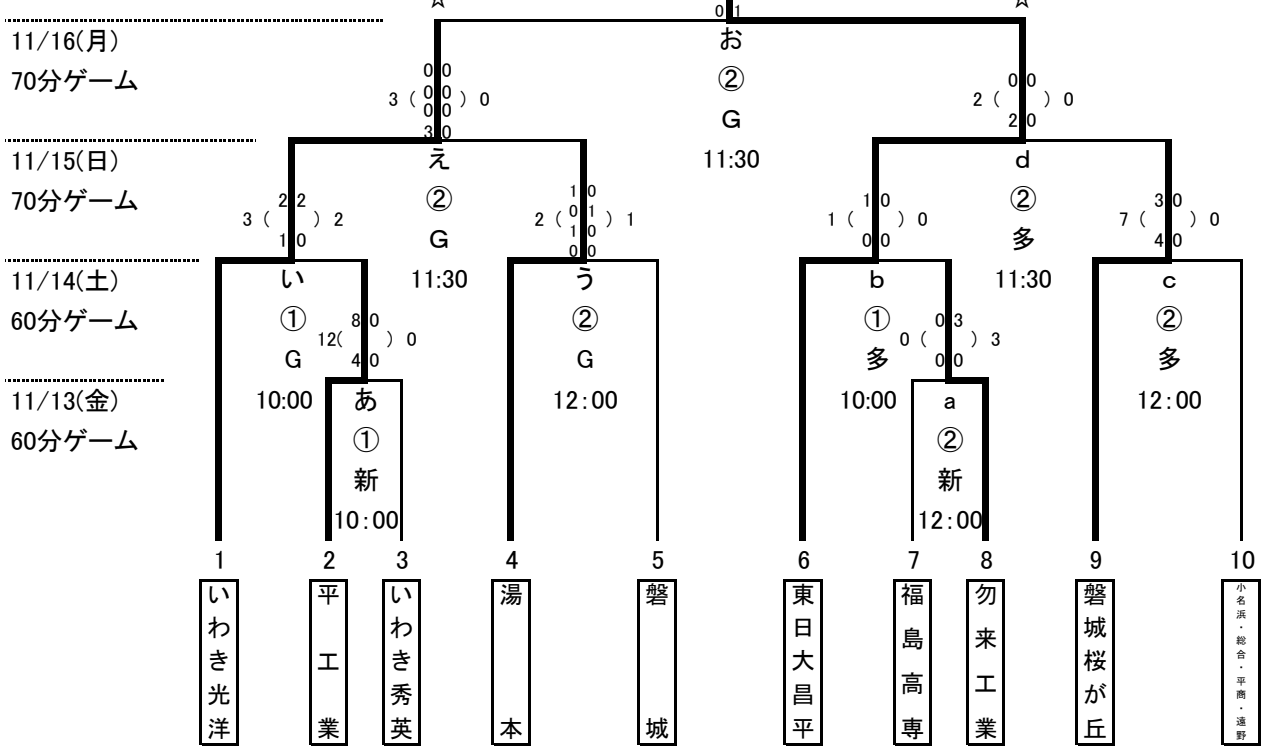 ☆ ☆
0 1
11/16(月)
70分ゲーム
お
②
G
11:30
0 0
0 0
0 0
3 0
3 ( ) 0
0 0
2 0
2 ( ) 0
11/15(日)
70分ゲーム
え
②
G
11:30
d
②
多
11:30
2 2
1 0
3 ( ) 2
1 0
0 1
1 0
0 0
2 ( ) 1
1 0
0 0
1 ( ) 0
3 0
4 0
7 ( ) 0
11/14(土)
60分ゲーム
い
①
G
10:00
う
②
G
12:00
b
①
多
10:00
c
②
多
12:00
8 0
4 0
12( ) 0
0 3
0 0
0 ( ) 3
11/13(金)
60分ゲーム
あ
①
新
10:00
a
②
新
12:00
1 2 3 4 5 6 7 8 9 10
いわき光洋
平工業
いわき秀英
湯本
磐城
東日大昌平
福島高専
勿来工業
磐城桜が丘
小名浜・総合・平商・遠野